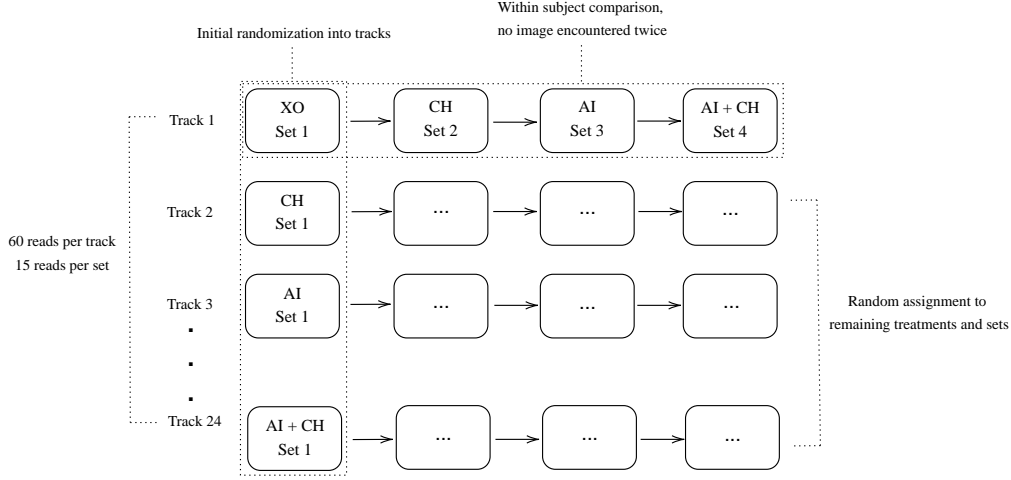 Within subject comparison,
no image encountered twice
Initial randomization into tracks
Track 1
XO
Set 1
CH
Set 2
AI
Set 3
AI + CH
Set 4
Track 2
CH
Set 1
...
...
...
60 reads per track
15 reads per set
Track 3
AI
Set 1
...
...
...
Random assignment to
remaining treatments and sets
.
.
.
Track 24
AI + CH
Set 1
...
...
...